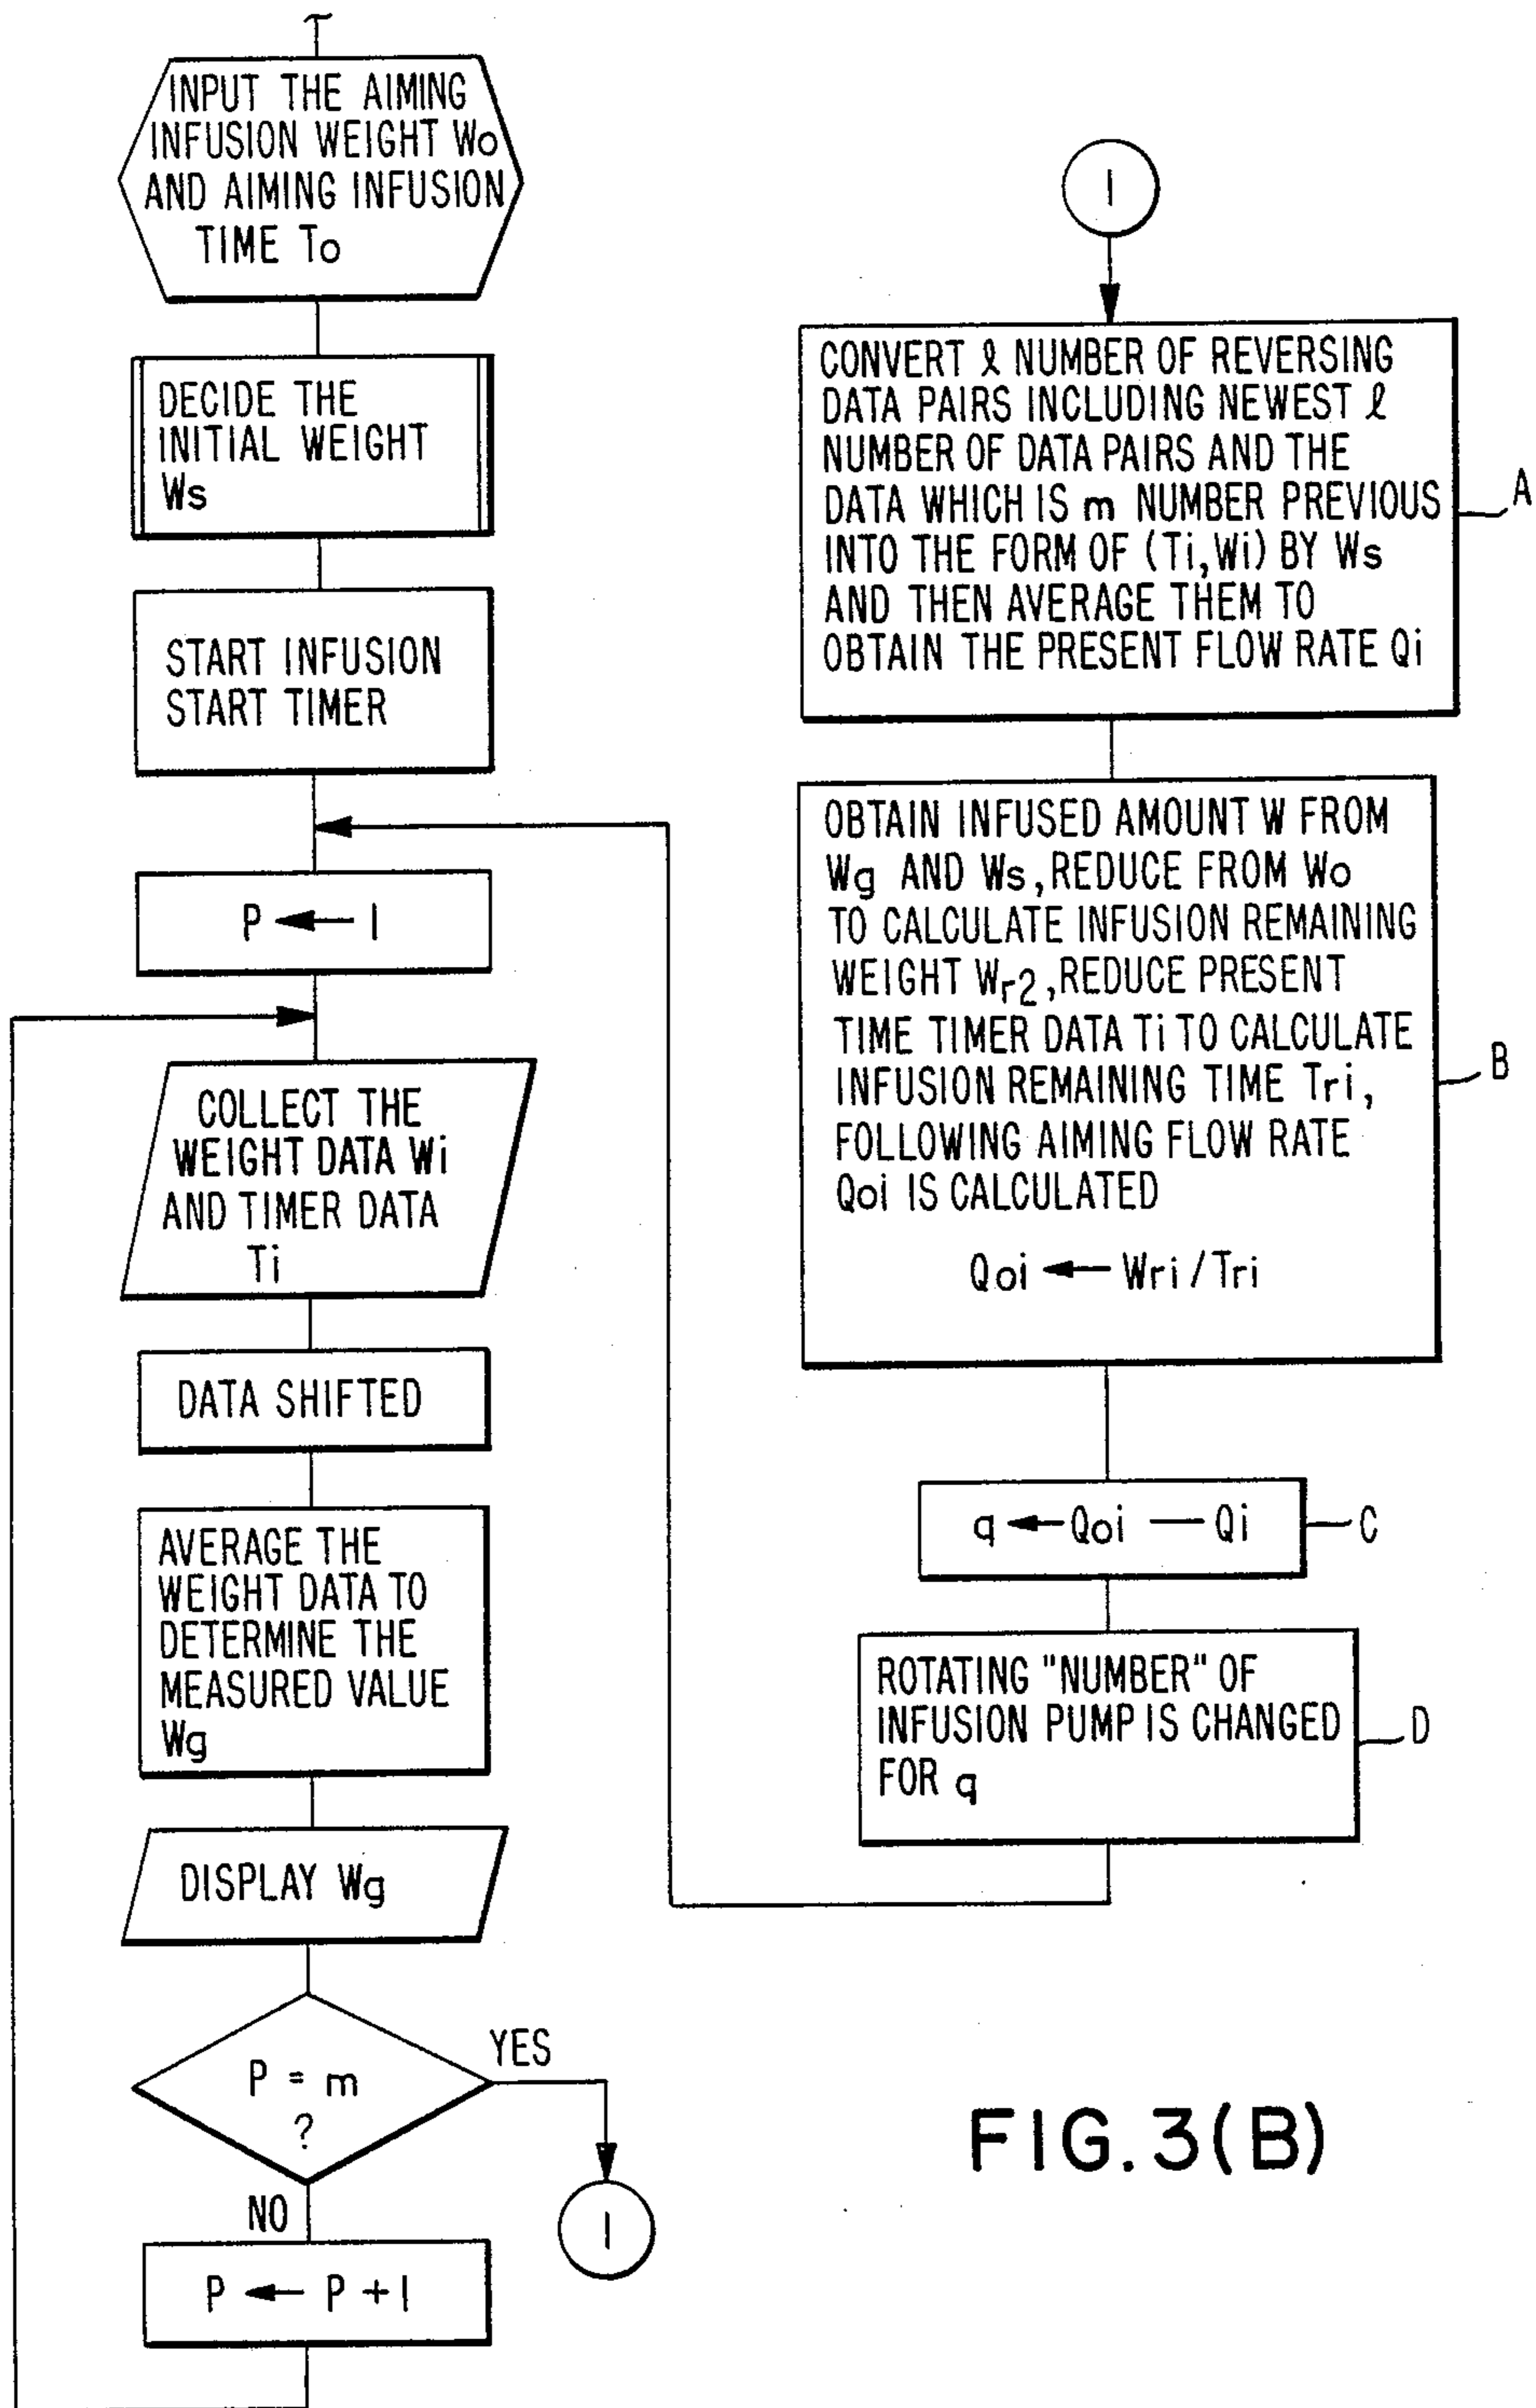 INPUT THE AIMING
INFUSION WEIGHT Wo
AND AIMING INFUSION
TIME To
DECIDE THE
INITIAL WEIGHT
Ws
START INFUSION
START TIMER
P ← 1
COLLECT THE
WEIGHT DATA Wi
AND TIMER DATA
Ti
DATA SHIFTED
AVERAGE THE
WEIGHT DATA TO
DETERMINE THE
MEASURED VALUE
Wg
DISPLAY Wg
P = m
?
YES
1
NO
P ← P + 1
1
CONVERT ℓ NUMBER OF REVERSING
DATA PAIRS INCLUDING NEWEST ℓ
NUMBER OF DATA PAIRS AND THE
DATA WHICH IS m NUMBER PREVIOUS
INTO THE FORM OF (Ti, Wi) BY Ws
AND THEN AVERAGE THEM TO
OBTAIN THE PRESENT FLOW RATE Qi
A
OBTAIN INFUSED AMOUNT W FROM
Wg AND Ws, REDUCE FROM Wo
TO CALCULATE INFUSION REMAINING
WEIGHT Wr2, REDUCE PRESENT
TIME TIMER DATA Ti TO CALCULATE
INFUSION REMAINING TIME Tri,
FOLLOWING AIMING FLOW RATE
Qoi IS CALCULATED
Qoi ← Wri / Tri
B
q ← Qoi — Qi
C
ROTATING "NUMBER" OF
INFUSION PUMP IS CHANGED
FOR q
D
FIG. 3(B)